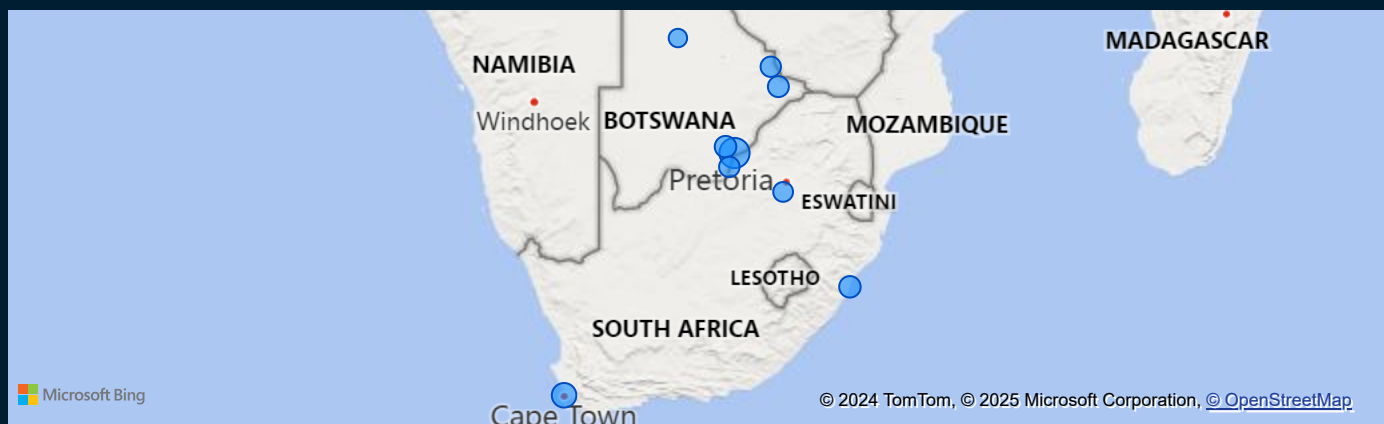 MADAGASCAR
NAMIBIA
Windhoek
BOTSWANA
MOZAMBIQUE
Pretoria
ESWATINI
LESOTHO
SOUTH AFRICA
Microsoft Bing
© 2024 TomTom, © 2025 Microsoft Corporation, © OpenStreetMap
Cape Town